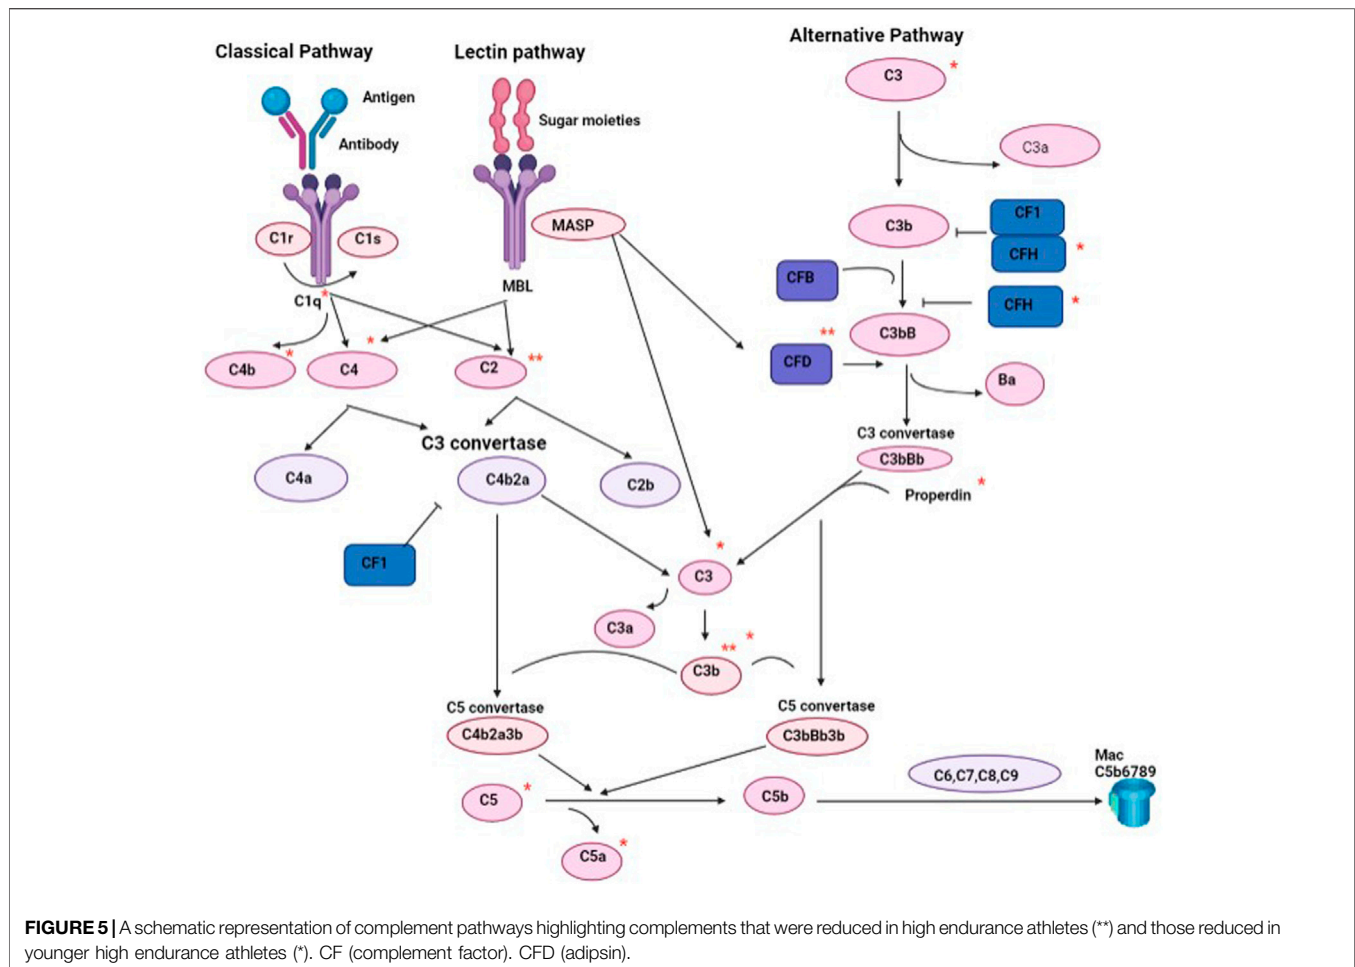 Classical Pathway
Lectin pathway
Alternative Pathway
Antigen
Antibody
Sugar moieties
C3 *
C3a
C1r
C1s
MASP
C3b
CF1
CFH *
C1q *
MBL
CFB
CFH *
C3bB
**
CFD
C4b *
C4 *
C2 **
Ba
C3 convertase
C4a
C4b2a
C2b
C3 convertase
C3bBb
Properdin *
CF1
*
C3
C3a
** *
C3b
C5 convertase
C4b2a3b
C5 convertase
C3bBb3b
C5 *
C5a *
C5b
C6,C7,C8,C9
Mac
C5b6789
FIGURE 5 | A schematic representation of complement pathways highlighting complements that were reduced in high endurance athletes (**) and those reduced in
younger high endurance athletes (*). CF (complement factor). CFD (adipsin).